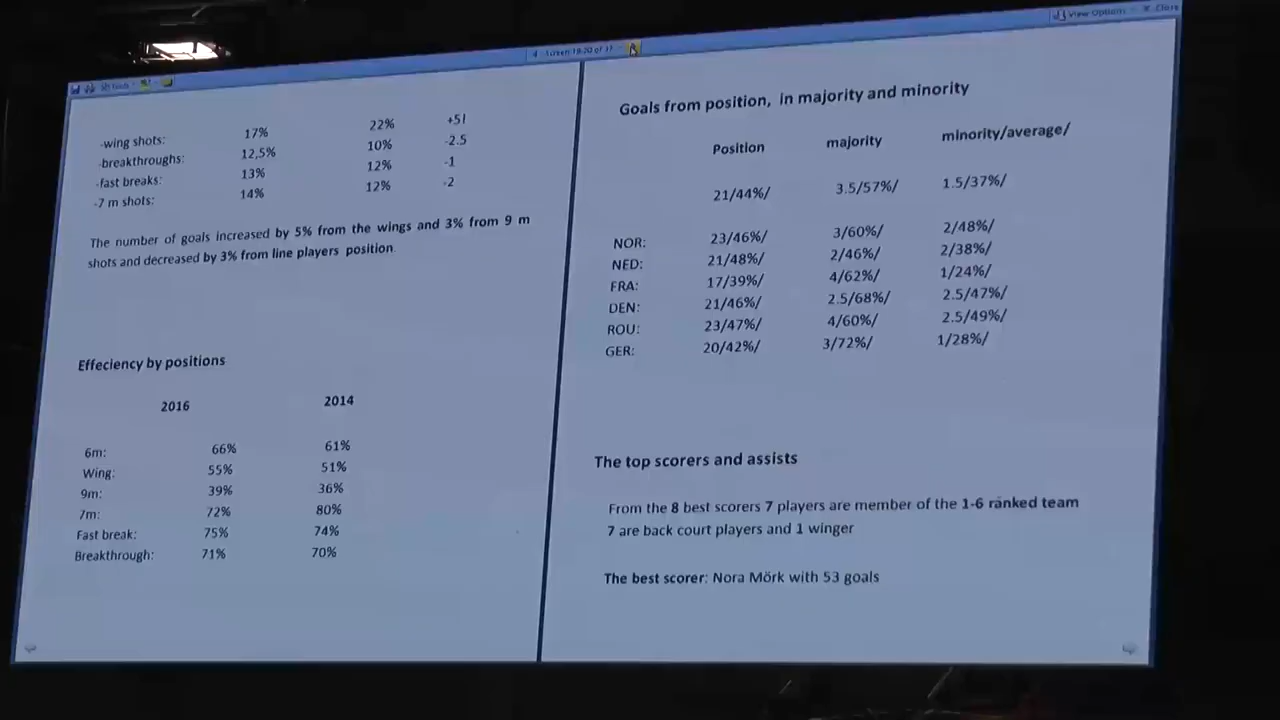 View Options
Close
-wing shots: 17% 22% +5!
-breakthroughs: 12,5% 10% -2.5
-fast breaks: 13% 12% -1
-7 m shots: 14% 12% -2
The number of goals increased by 5% from the wings and 3% from 9 m
shots and decreased by 3% from line players position.
Effeciency by positions
2016 2014
6m: 66% 61%
Wing: 55% 51%
9m: 39% 36%
7m: 72% 80%
Fast break: 75% 74%
Breakthrough: 71% 70%
Goals from position, in majority and minority
Position majority minority/average/
21/44%/ 3.5/57%/ 1.5/37%/
NOR: 23/46%/ 3/60%/ 2/48%/
NED: 21/48%/ 2/46%/ 2/38%/
FRA: 17/39%/ 4/62%/ 1/24%/
DEN: 21/46%/ 2.5/68%/ 2.5/47%/
ROU: 23/47%/ 4/60%/ 2.5/49%/
GER: 20/42%/ 3/72%/ 1/28%/
The top scorers and assists
From the 8 best scorers 7 players are member of the 1-6 ranked team
7 are back court players and 1 winger
The best scorer: Nora Mörk with 53 goals